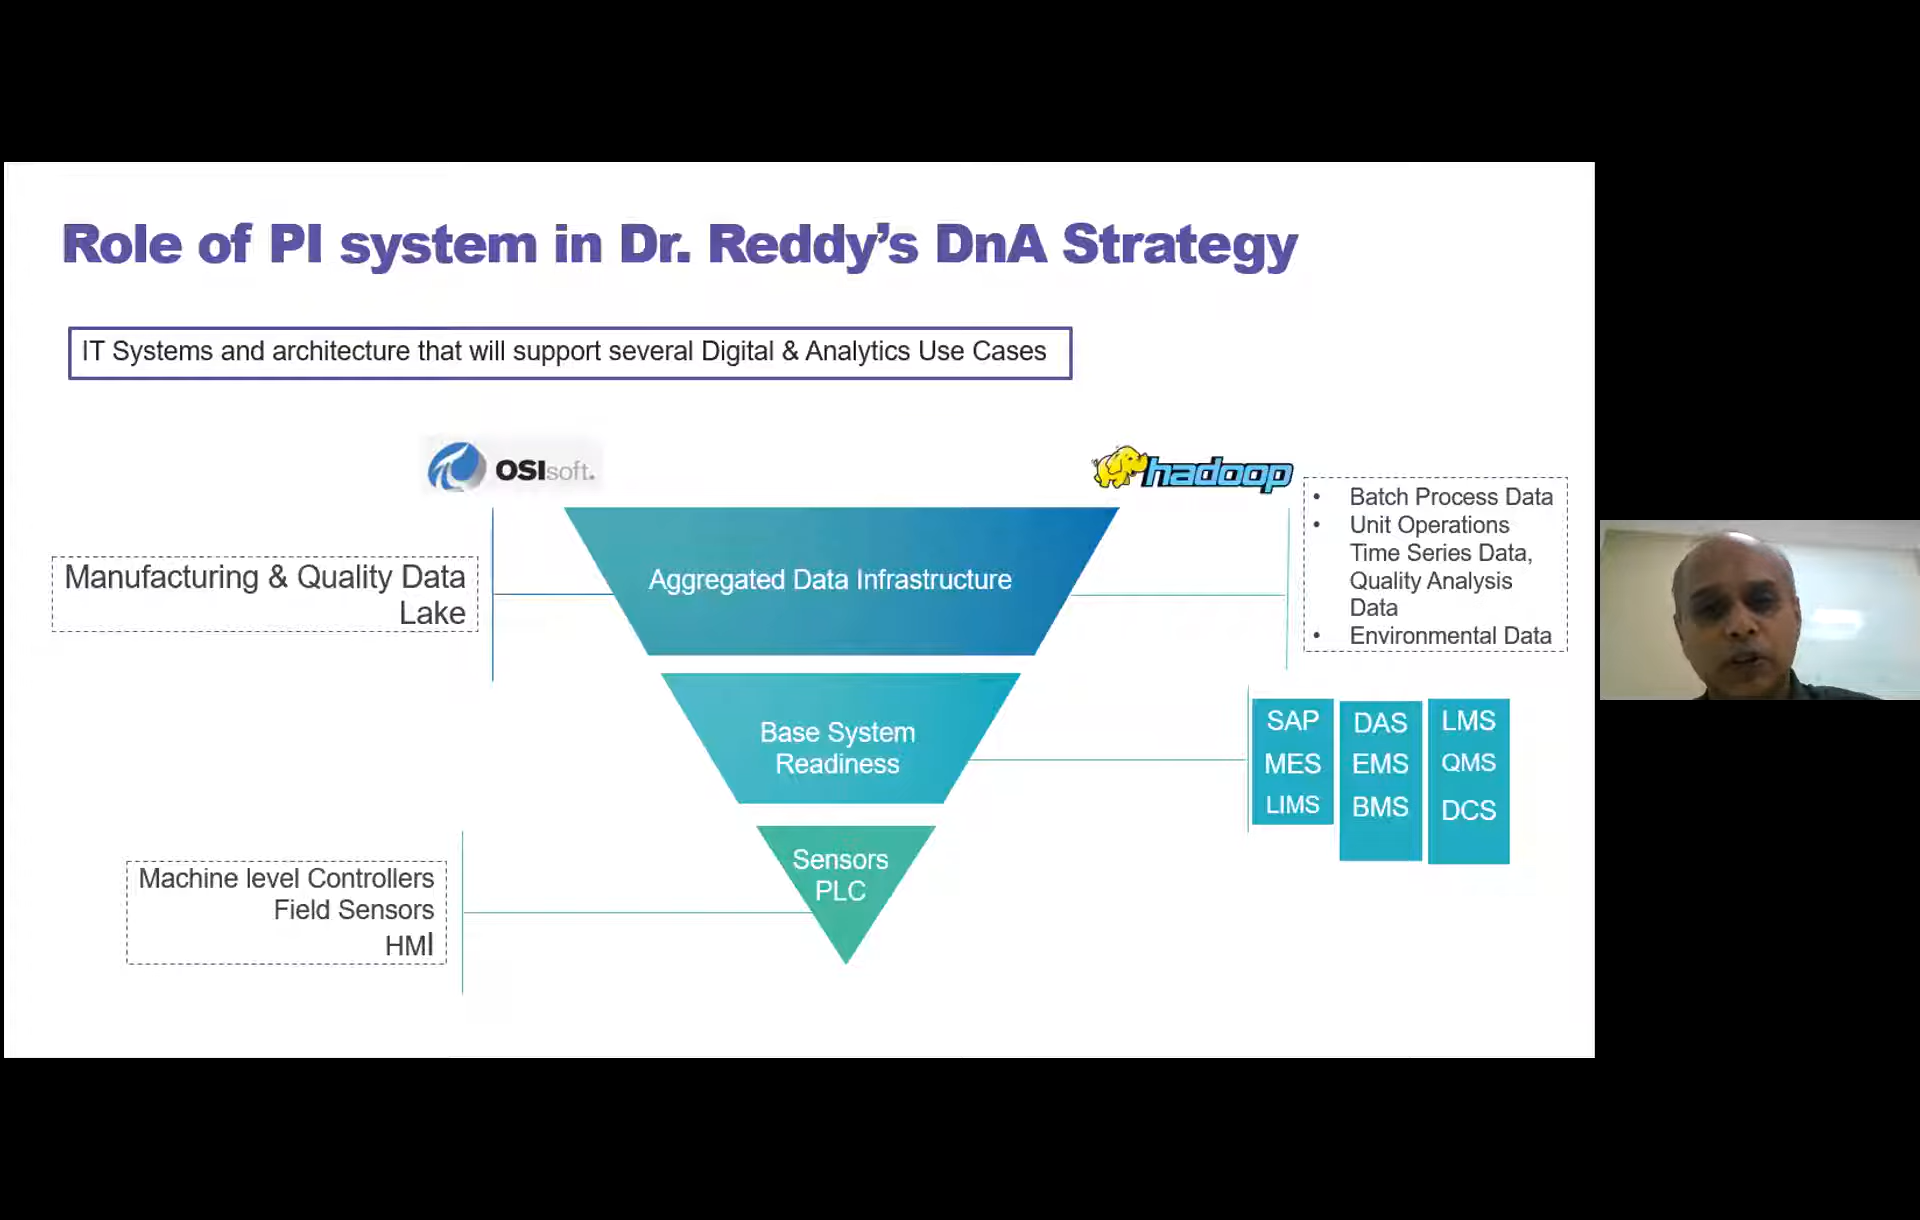 Role of PI system in Dr. Reddy’s DnA Strategy
IT Systems and architecture that will support several Digital & Analytics Use Cases
OSIsoft.
hadoop
Manufacturing & Quality Data
Lake
Aggregated Data Infrastructure
• Batch Process Data
• Unit Operations
Time Series Data,
Quality Analysis
Data
• Environmental Data
Base System
Readiness
SAP
MES
LIMS
DAS
EMS
BMS
LMS
QMS
DCS
Sensors
PLC
Machine level Controllers
Field Sensors
HMI